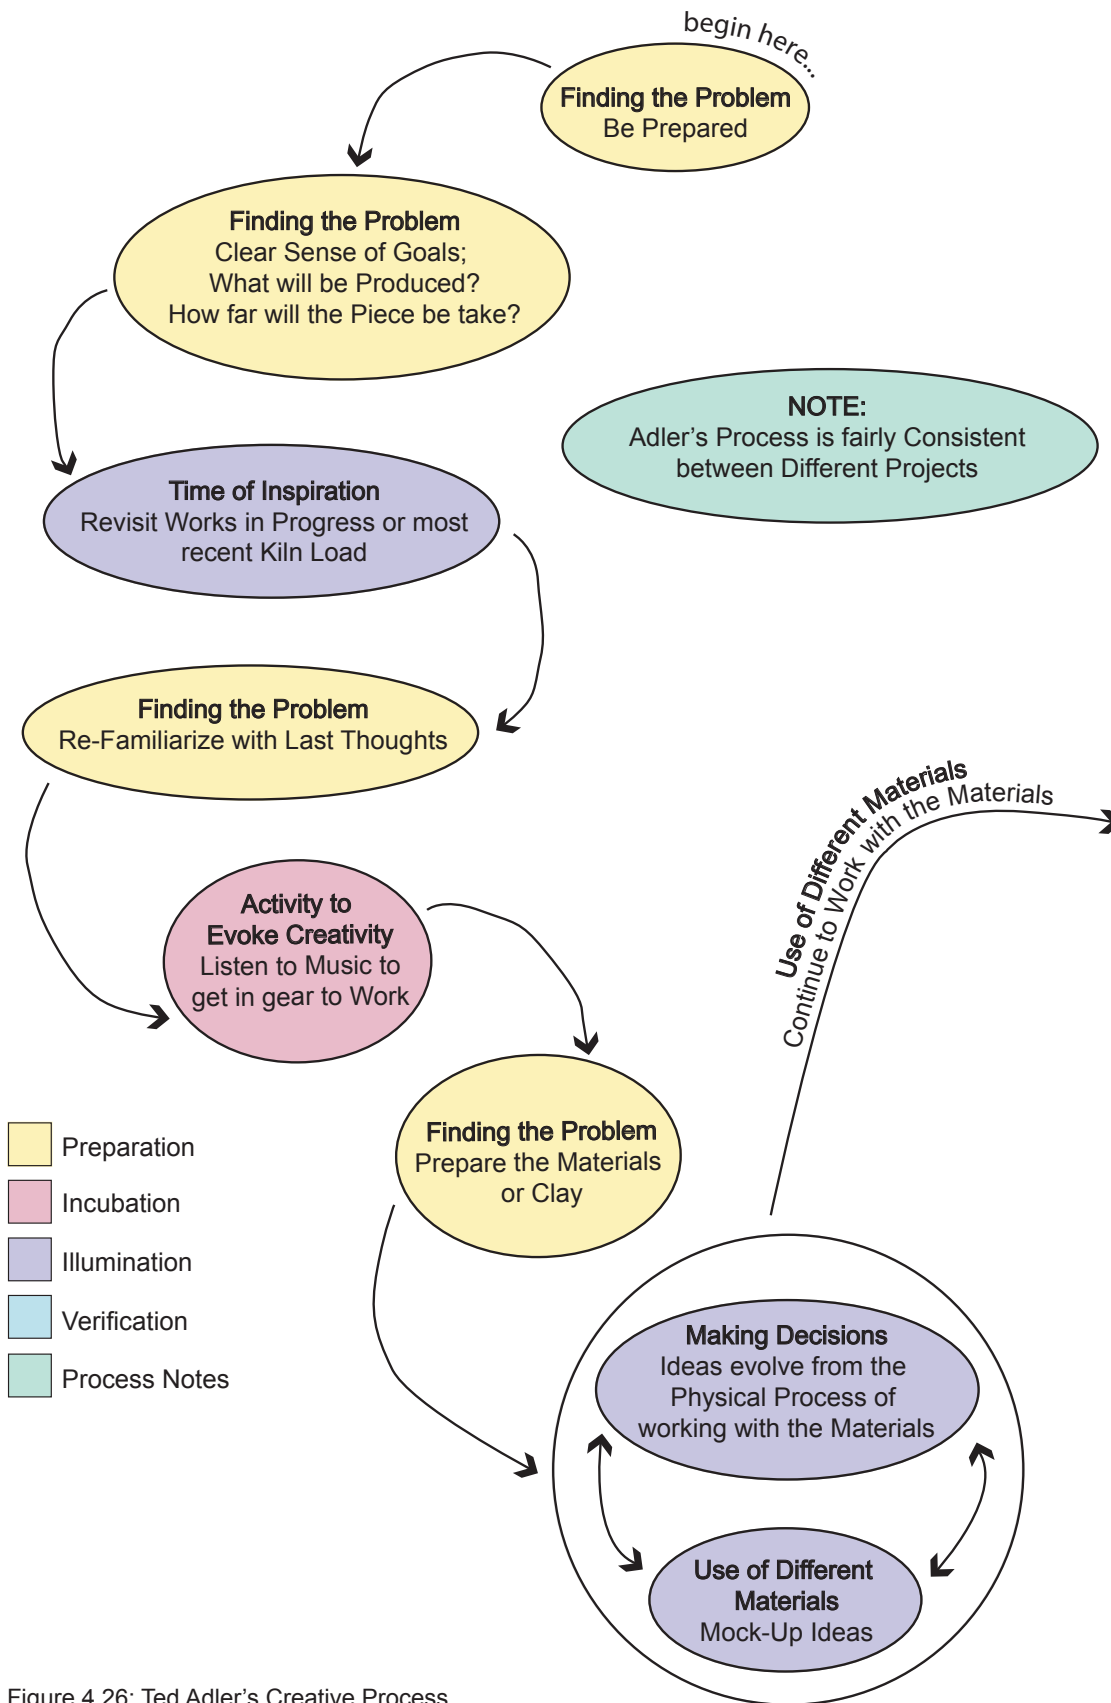 begin here...
Finding the Problem
Be Prepared
Finding the Problem
Clear Sense of Goals;
What will be Produced?
How far will the Piece be take?
NOTE:
Adler's Process is fairly Consistent
between Different Projects
Time of Inspiration
Revisit Works in Progress or most
recent Kiln Load
Finding the Problem
Re-Familiarize with Last Thoughts
Use of Different Materials
Continue to Work with the Materials
Activity to
Evoke Creativity
Listen to Music to
get in gear to Work
Finding the Problem
Prepare the Materials
or Clay
Preparation
Incubation
Illumination
Verification
Process Notes
Making Decisions
Ideas evolve from the
Physical Process of
working with the Materials
Use of Different
Materials
Mock-Up Ideas
Figure 4.26: Ted Adler's Creative Process